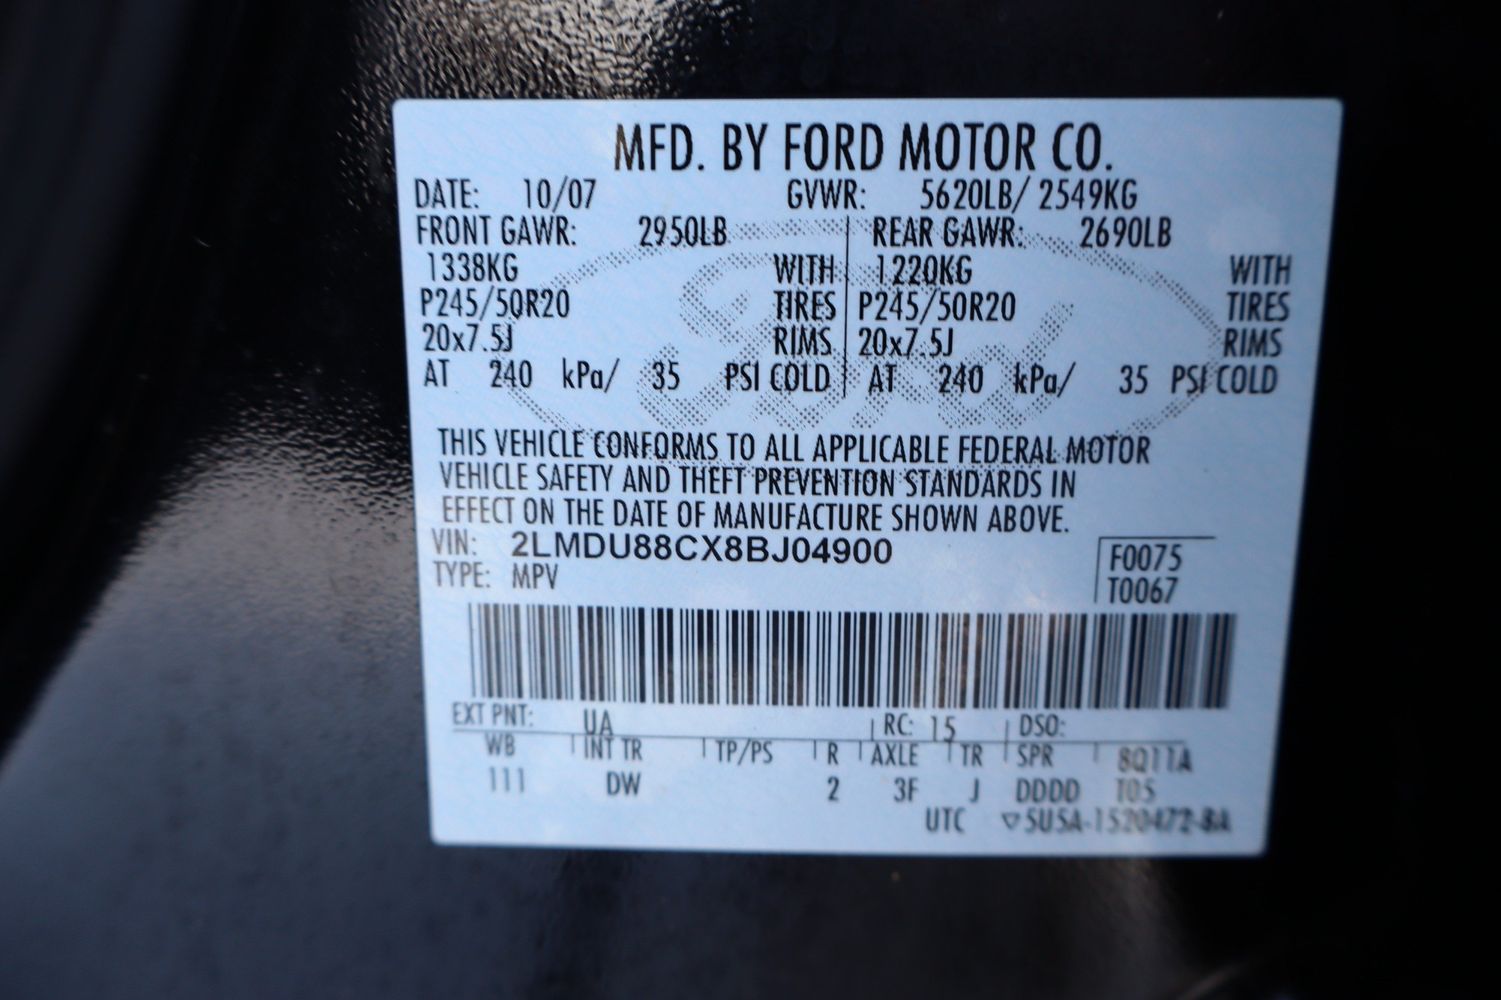 MFD. BY FORD MOTOR CO.
DATE: 10/07 GVWR: 5620LB/ 2549KG
FRONT GAWR: 2950LB REAR GAWR: 2690LB
1338KG WITH 1220KG WITH
P245/50R20 TIRES P245/50R20 TIRES
20x7.5J RIMS 20x7.5J RIMS
AT 240 kPa/ 35 PSI COLD AT 240 kPa/ 35 PSI COLD
Ford
THIS VEHICLE CONFORMS TO ALL APPLICABLE FEDERAL MOTOR
VEHICLE SAFETY AND THEFT PREVENTION STANDARDS IN
EFFECT ON THE DATE OF MANUFACTURE SHOWN ABOVE.
VIN: 2LMDU88CX8BJ04900 F0075
TYPE: MPV T0067
EXT PNT: UA RC: 15 DSO:
WB INT TR TP/PS R AXLE TR SPR 8Q11A
111 DW 2 3F J DDDD T05
UTC ▽5U5A-1520472-BA